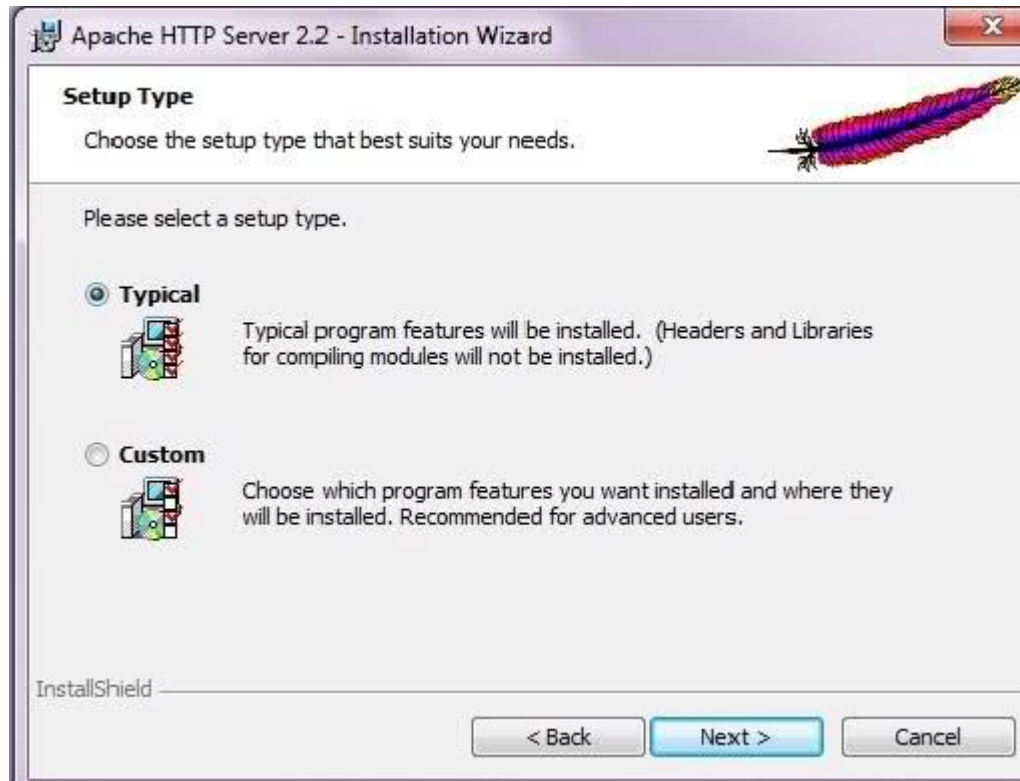 Apache HTTP Server 2.2 - Installation Wizard
Setup Type
Choose the setup type that best suits your needs.
Please select a setup type.
Typical
Typical program features will be installed. (Headers and Libraries
for compiling modules will not be installed.)
Custom
Choose which program features you want installed and where they
will be installed. Recommended for advanced users.
InstallShield
< Back
Next >
Cancel